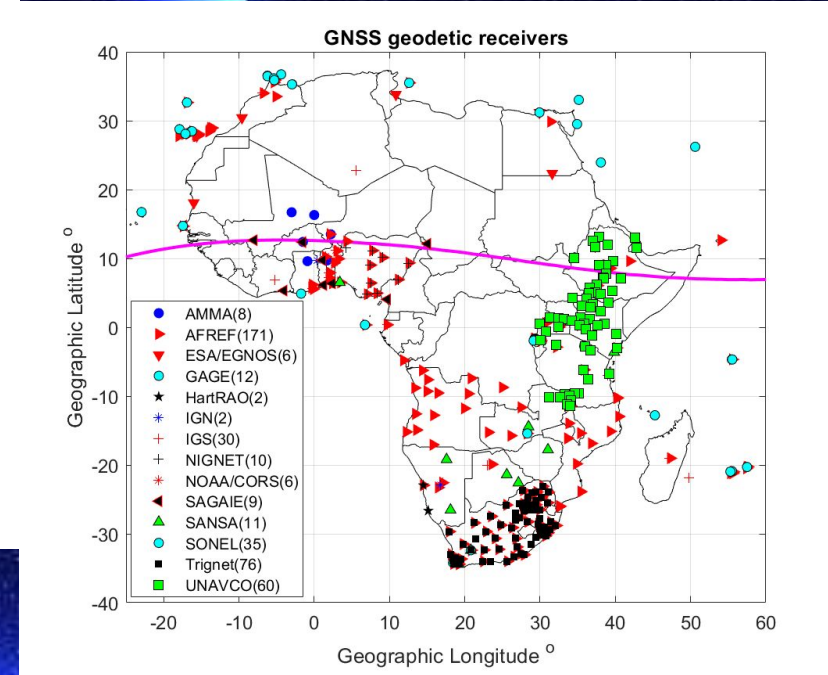 GNSS geodetic receivers
40
30
20
10
0
-10
-20
-30
-40
Geographic Latitude °
AMMA(8)
AFREF(171)
ESA/EGNOS(6)
GAGE(12)
HartRAO(2)
IGN(2)
IGS(30)
NIGNET(10)
NOAA/CORS(6)
SAGAIE(9)
SANSA(11)
SONEL(35)
Trignet(76)
UNAVCO(60)
-20 -10 0 10 20 30 40 50 60
Geographic Longitude °